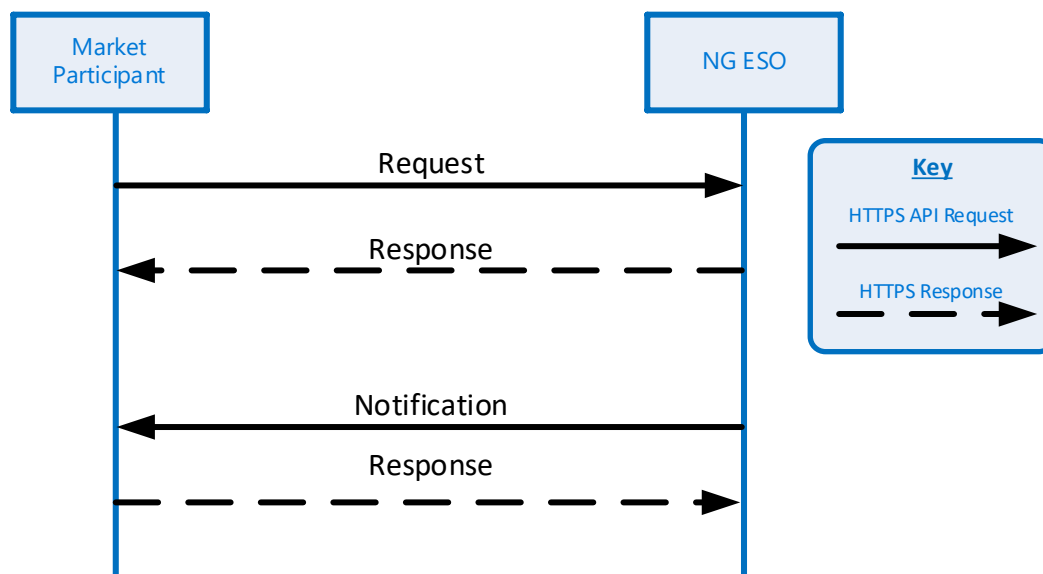 Market
Participant
NG ESO
Request
Response
Notification
Response
Key
HTTPS API Request
HTTPS Response